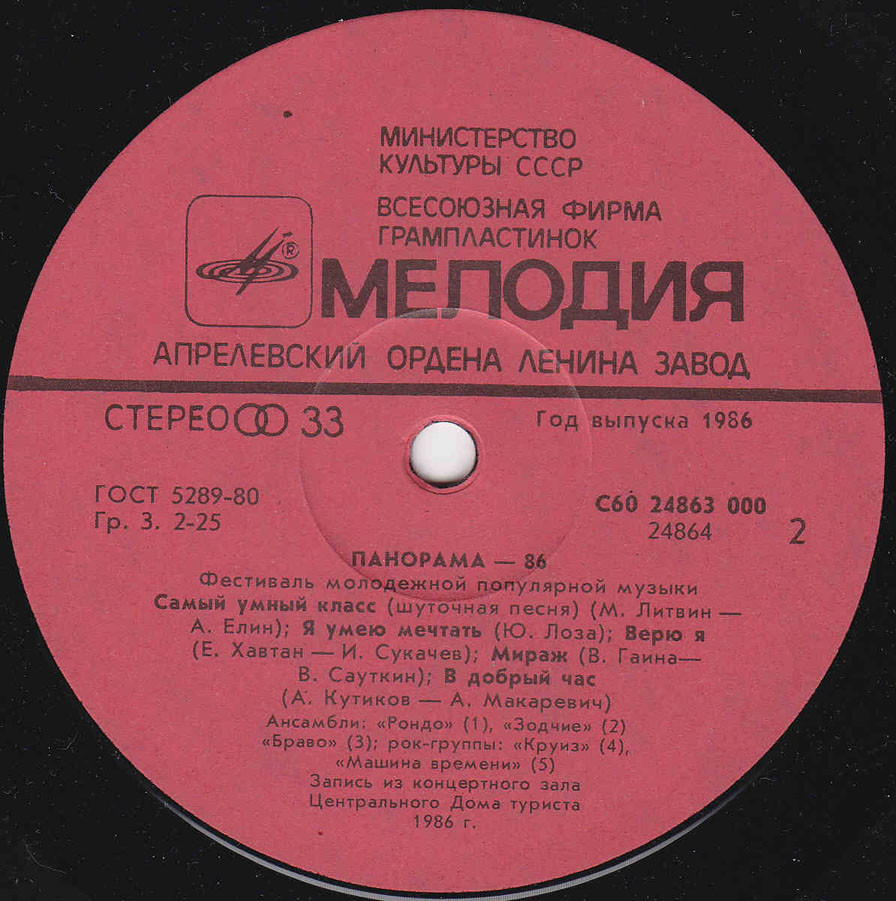 МИНИСТЕРСТВО
КУЛЬТУРЫ СССР
ВСЕСОЮЗНАЯ ФИРМА
ГРАМПЛАСТИНОК
®
МЕЛОДИЯ
АПРЕЛЕВСКИЙ ОРДЕНА ЛЕНИНА ЗАВОД
СТЕРЕО 33
Год выпуска 1986
ГОСТ 5289-80
Гр. 3. 2-25
С60 24863 000
24864
2
ПАНОРАМА — 86
Фестиваль молодежной популярной музыки
Самый умный класс (шуточная песня) (М. Литвин —
А. Елин); Я умею мечтать (Ю. Лоза); Верю я
(Е. Хавтан — И. Сукачев); Мираж (В. Гаина—
В. Сауткин); В добрый час
(А. Кутиков — А. Макаревич)
Ансамбли: «Рондо» (1), «Зодчие» (2)
«Браво» (3); рок-группы: «Круиз» (4),
«Машина времени» (5)
Запись из концертного зала
Центрального Дома туриста
1986 г.